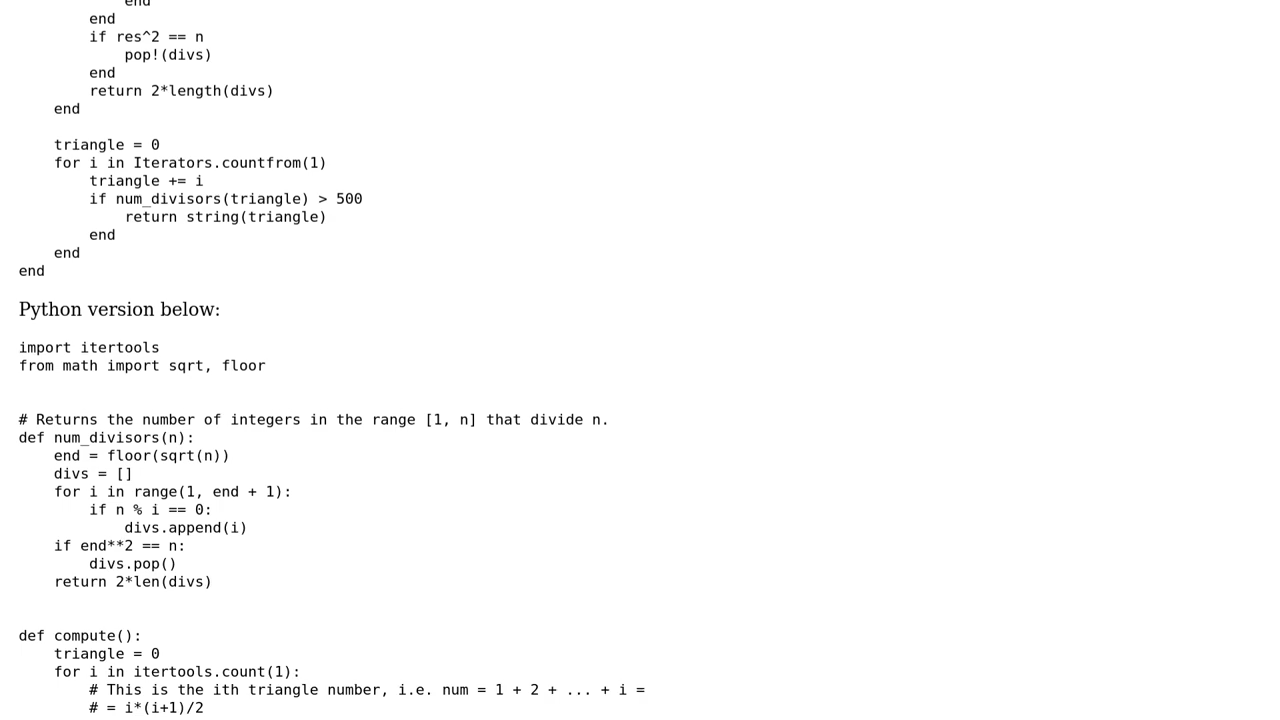 end
        end
        if res^2 == n
            pop!(divs)
        end
        return 2*length(divs)
    end

    triangle = 0
    for i in Iterators.countfrom(1)
        triangle += i
        if num_divisors(triangle) > 500
            return string(triangle)
        end
    end
end

Python version below:

import itertools
from math import sqrt, floor


# Returns the number of integers in the range [1, n] that divide n.
def num_divisors(n):
    end = floor(sqrt(n))
    divs = []
    for i in range(1, end + 1):
        if n % i == 0:
            divs.append(i)
    if end**2 == n:
        divs.pop()
    return 2*len(divs)


def compute():
    triangle = 0
    for i in itertools.count(1):
        # This is the ith triangle number, i.e. num = 1 + 2 + ... + i =
        # = i*(i+1)/2